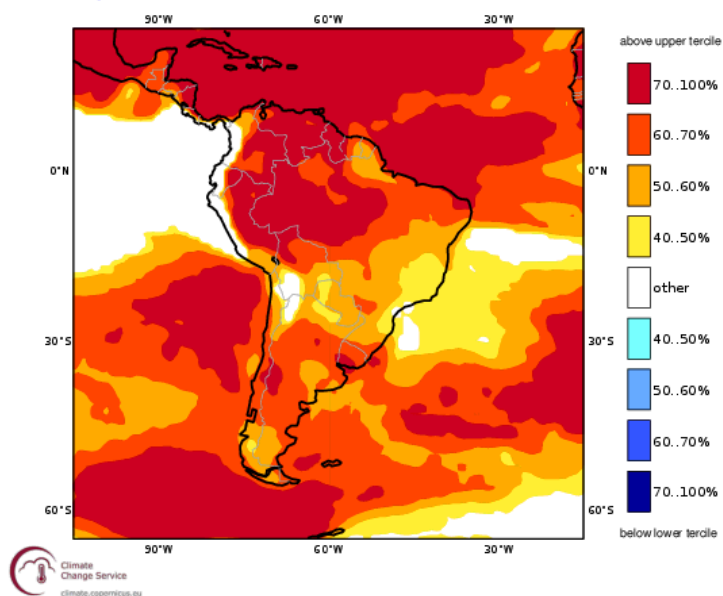 90°W 60°W 30°W
above upper tercile
70..100%
60..70%
0°N 0°N
50..60%
40..50%
other
30°S 30°S
40..50%
50..60%
60..70%
60°S 60°S
70..100%
below lower tercile
90°W 60°W 30°W
Climate
Change Service
climate.copernicus.eu